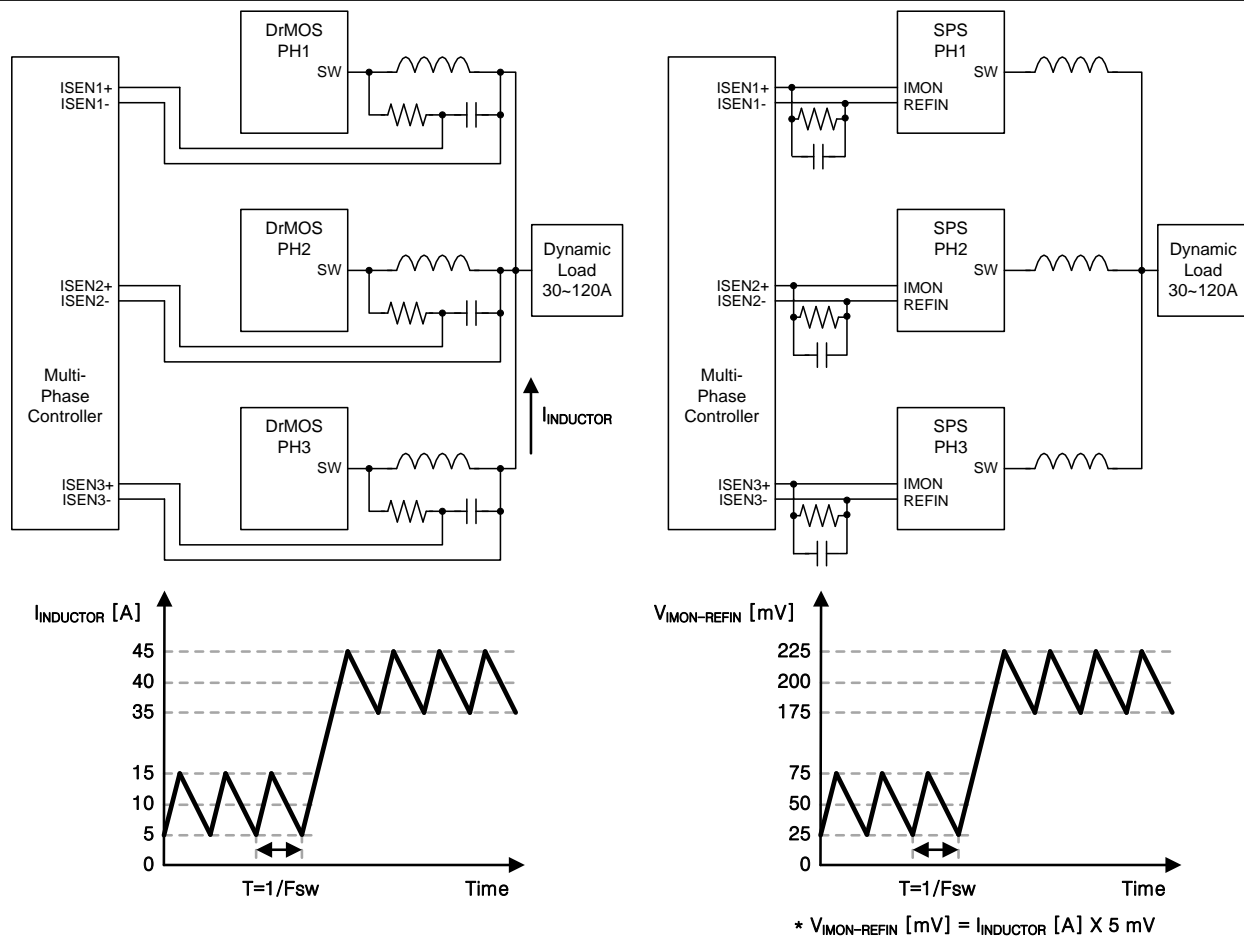 DrMOS
PH1
SW
ISEN1+
ISEN1-
DrMOS
PH2
SW
ISEN2+
ISEN2-
Dynamic
Load
30~120A
Multi-
Phase
Controller
IINDUCTOR
DrMOS
PH3
SW
ISEN3+
ISEN3-
SPS
PH1
SW
ISEN1+
ISEN1-
IMON
REFIN
SPS
PH2
SW
ISEN2+
ISEN2-
IMON
REFIN
Dynamic
Load
30~120A
Multi-
Phase
Controller
SPS
PH3
SW
ISEN3+
ISEN3-
IMON
REFIN
IINDUCTOR [A]
45
40
35
15
10
5
0
T=1/Fsw
Time
VIMON-REFIN [mV]
225
200
175
75
50
25
0
T=1/Fsw
Time
* VIMON-REFIN [mV] = IINDUCTOR [A] X 5 mV